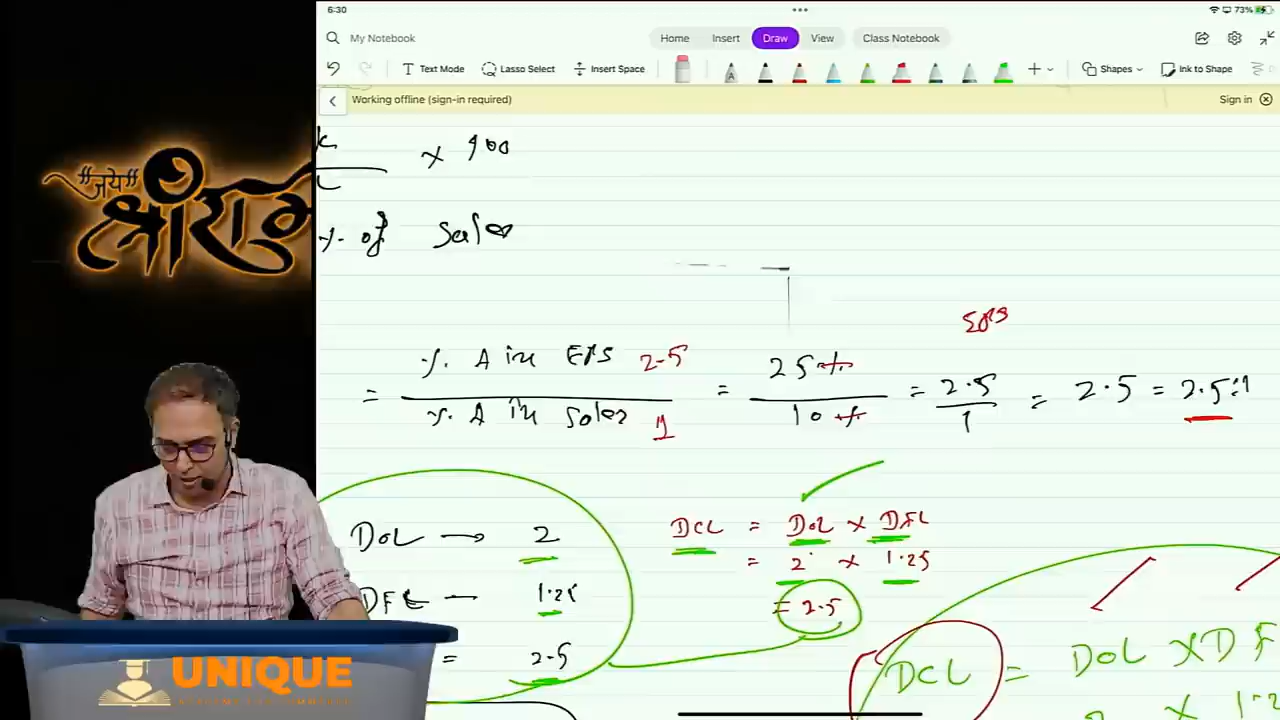 6:30
73%
My Notebook
Home Insert Draw View Class Notebook
Text Mode Lasso Select Insert Space Shapes Ink to Shape
Working offline (sign-in required) Sign in
× 100
"जय"
श्रीराम
of Sales
EPS
= % Δ in EPS 2.5 = 25% = 2.5 = 2.5 = 2.5:1
% Δ in Sales 1 10% 1
DOL → 2
DCL = DOL × DFL
= 2 × 1.25
DFL — 1.25
= 2.5
= 2.5
DCL = DOL × DF
UNIQUE